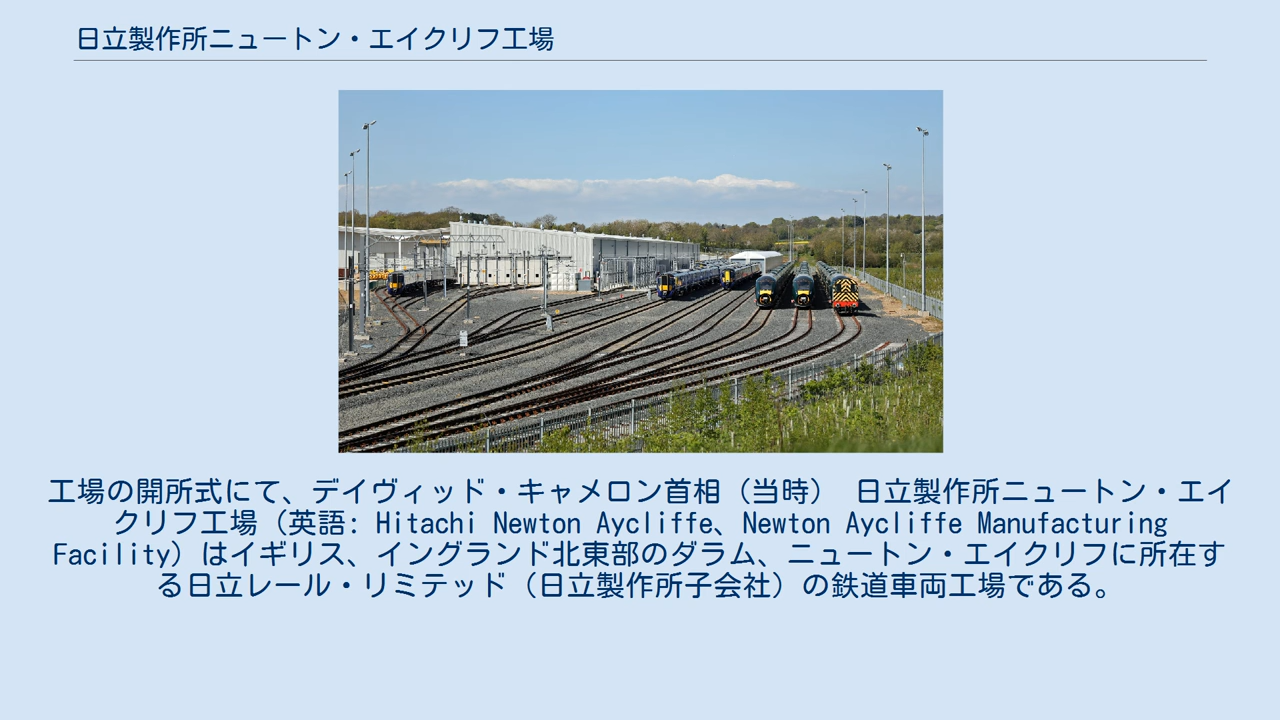 日立製作所ニュートン・エイクリフ工場
工場の開所式にて、デイヴィッド・キャメロン首相（当時） 日立製作所ニュートン・エイ
クリフ工場（英語: Hitachi Newton Aycliffe、Newton Aycliffe Manufacturing
Facility）はイギリス、イングランド北東部のダラム、ニュートン・エイクリフに所在す
る日立レール・リミテッド（日立製作所子会社）の鉄道車両工場である。